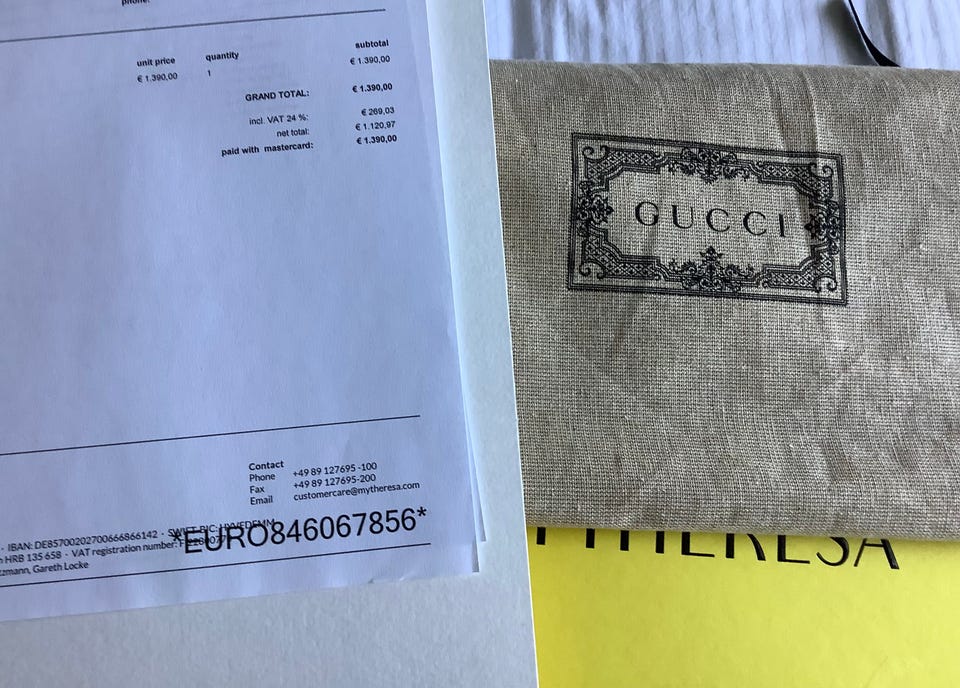 phone:
unit price quantity subtotal
€ 1.390,00 1 € 1.390,00
GRAND TOTAL: € 1.390,00
incl. VAT 24 %: € 269,03
net total: € 1.120,97
paid with mastercard: € 1.390,00
Contact
Phone +49 89 127695 -100
Fax +49 89 127695-200
Email customercare@mytheresa.com
· IBAN: DE85700202700666866142 · SWIFT-BIC:
*EURO846067856*
HRB 135 658 · VAT registration number:
Gareth Locke
GUCCI
THERESA